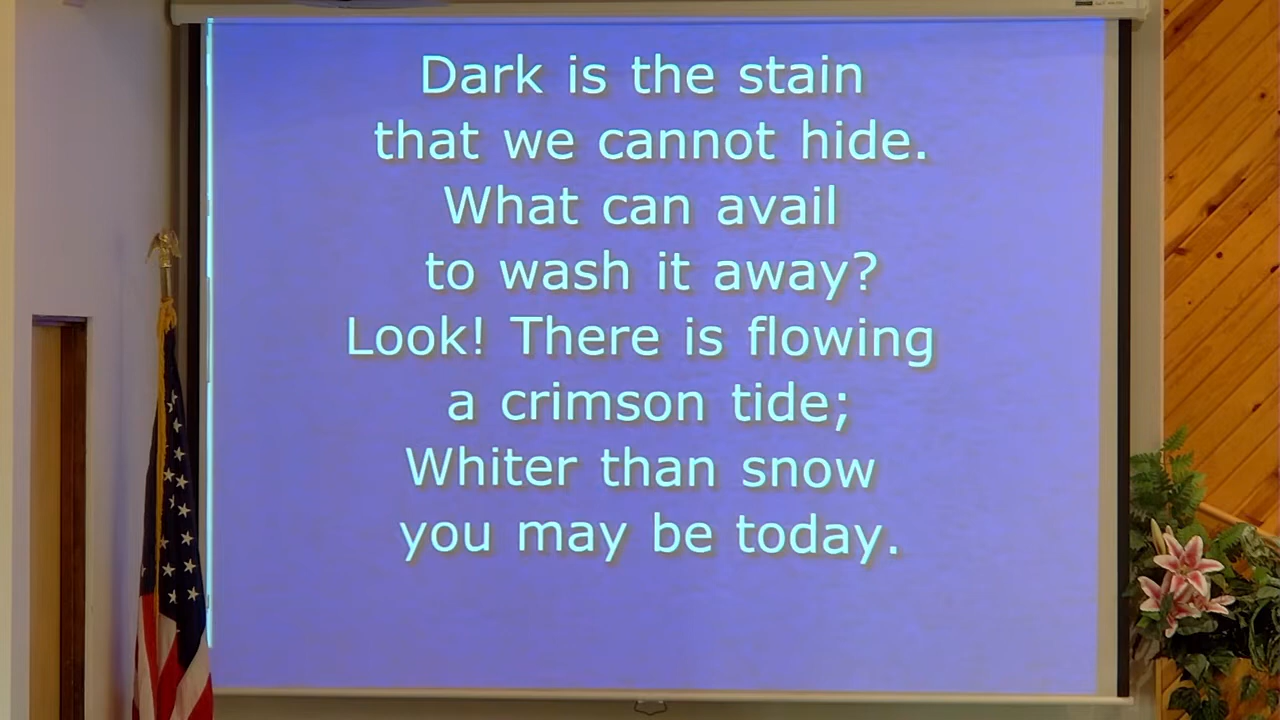 Dark is the stain
that we cannot hide.
What can avail
to wash it away?
Look! There is flowing
a crimson tide;
Whiter than snow
you may be today.